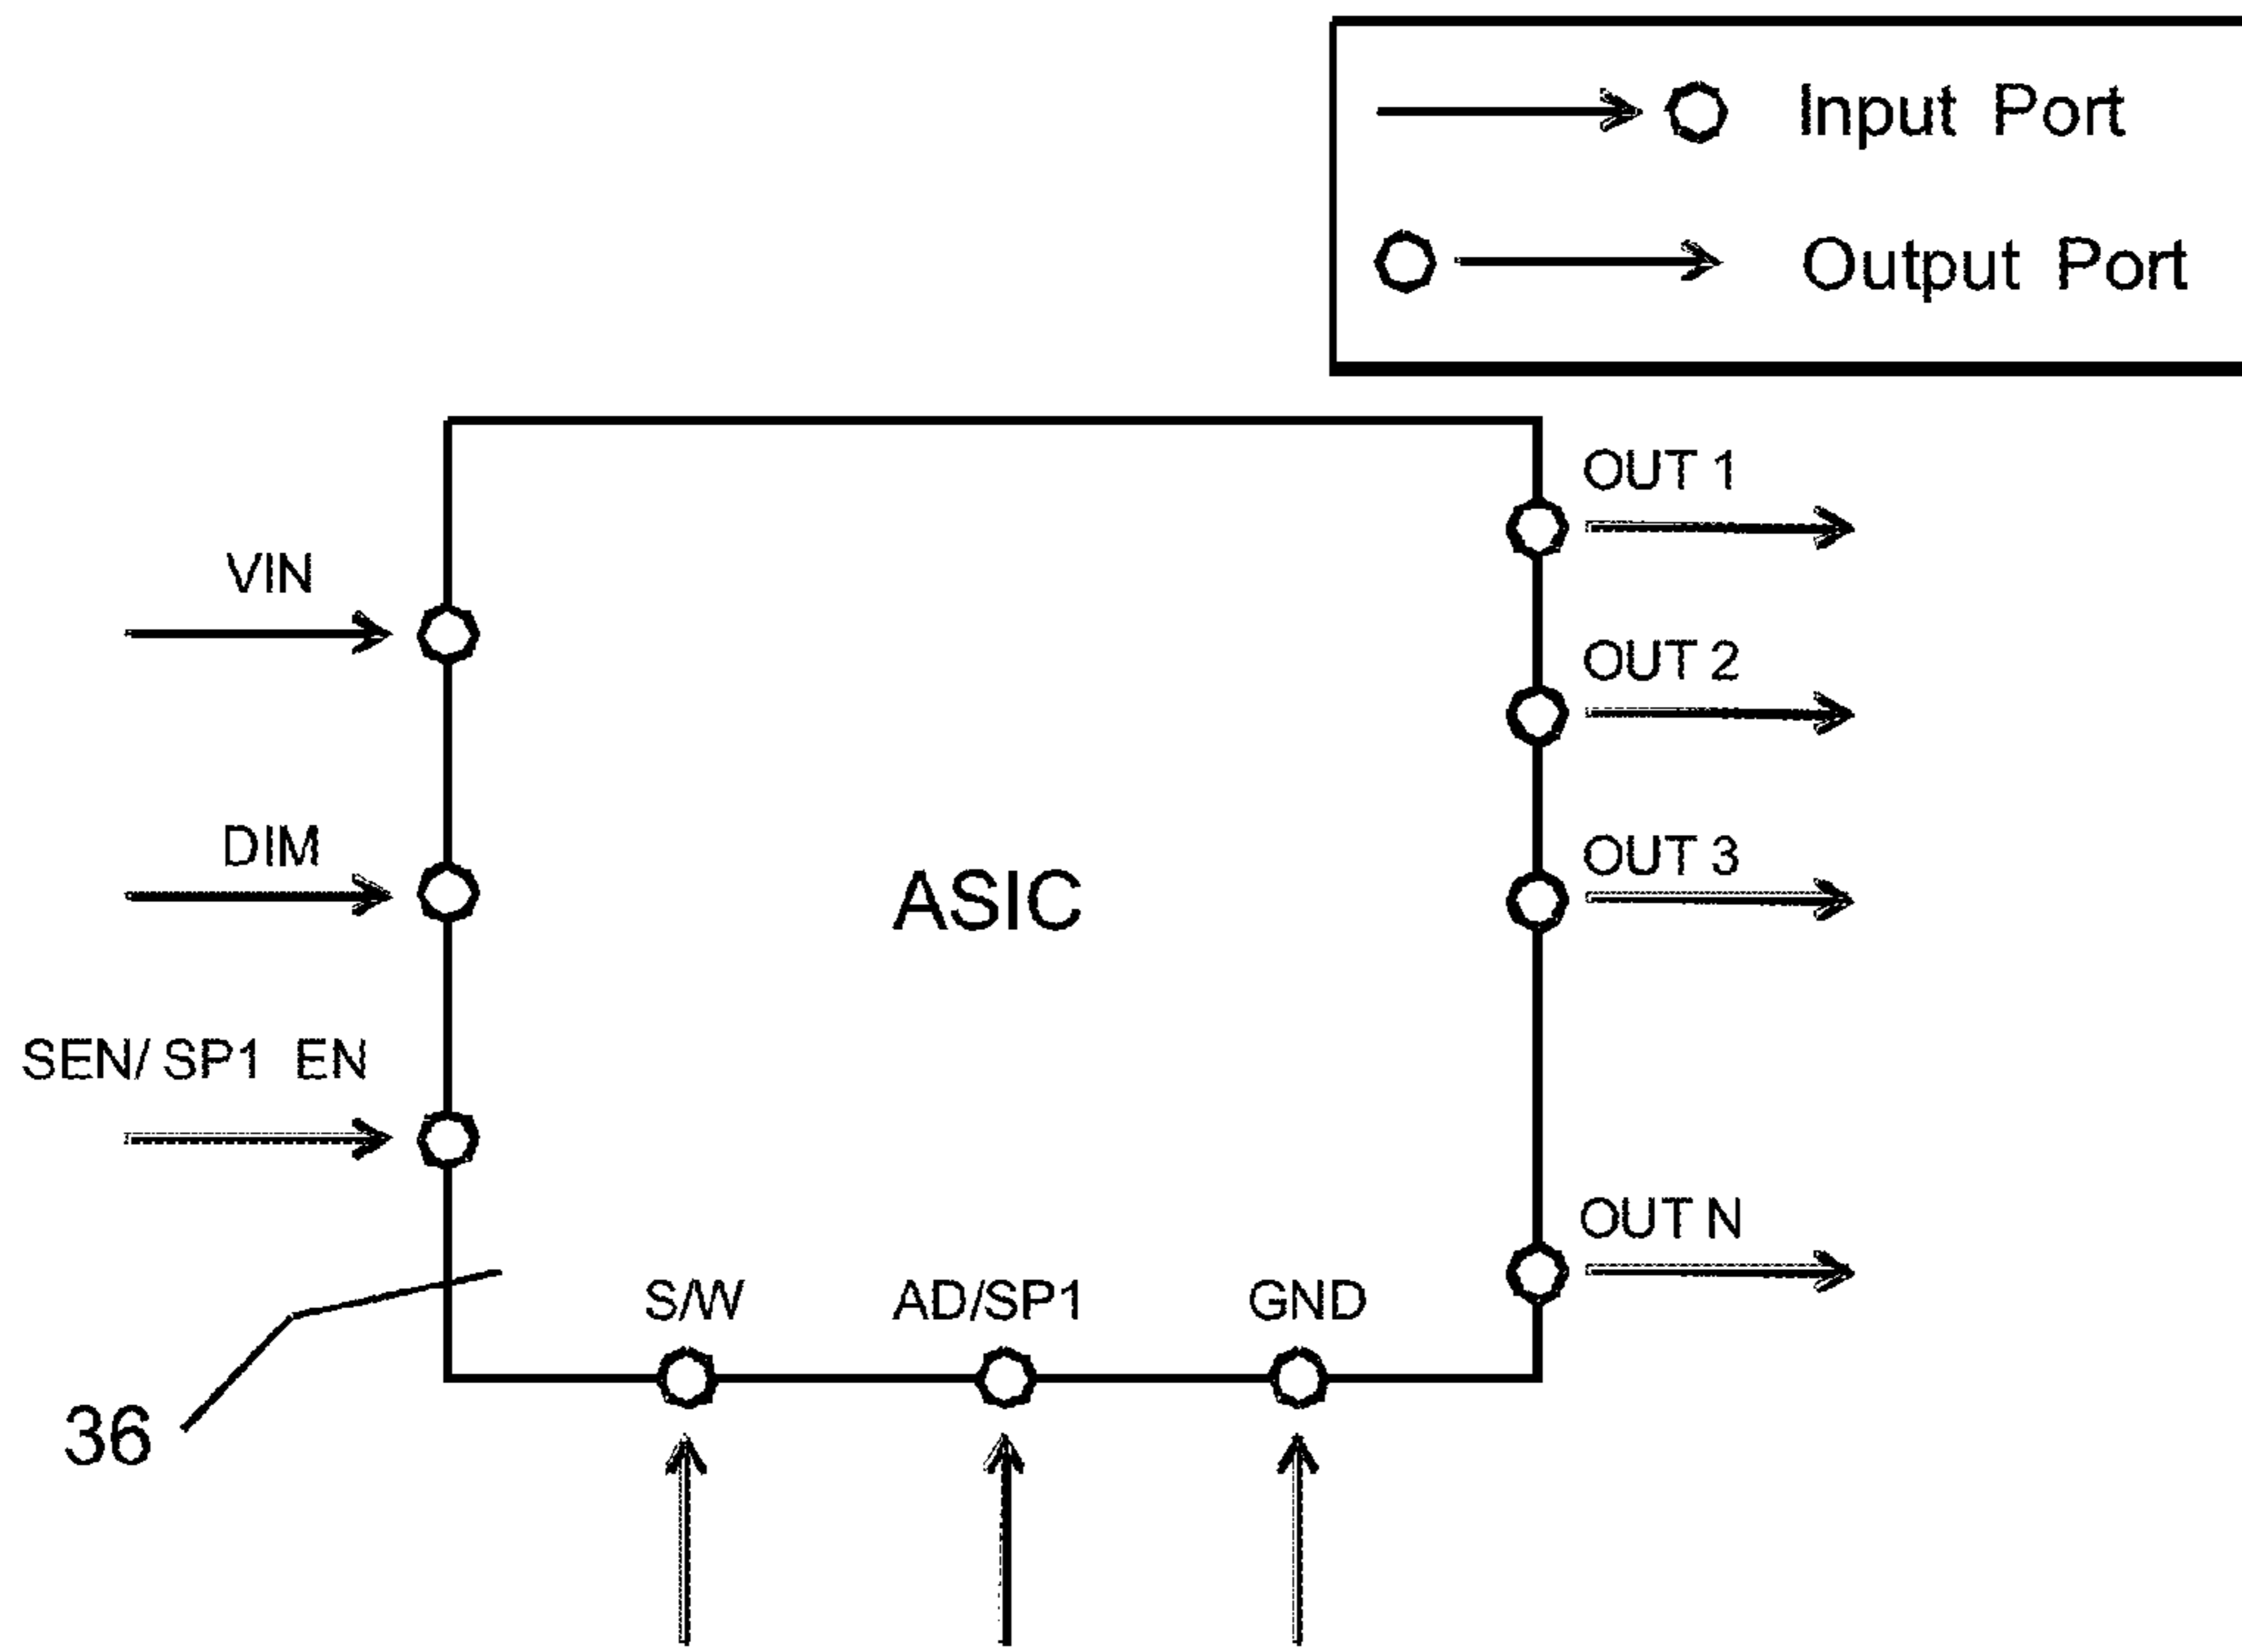 Input Port
Output Port
OUT 1
VIN
OUT 2
DIM
OUT 3
ASIC
SEN/ SP1 EN
OUT N
S/W
AD/SP1
GND
36